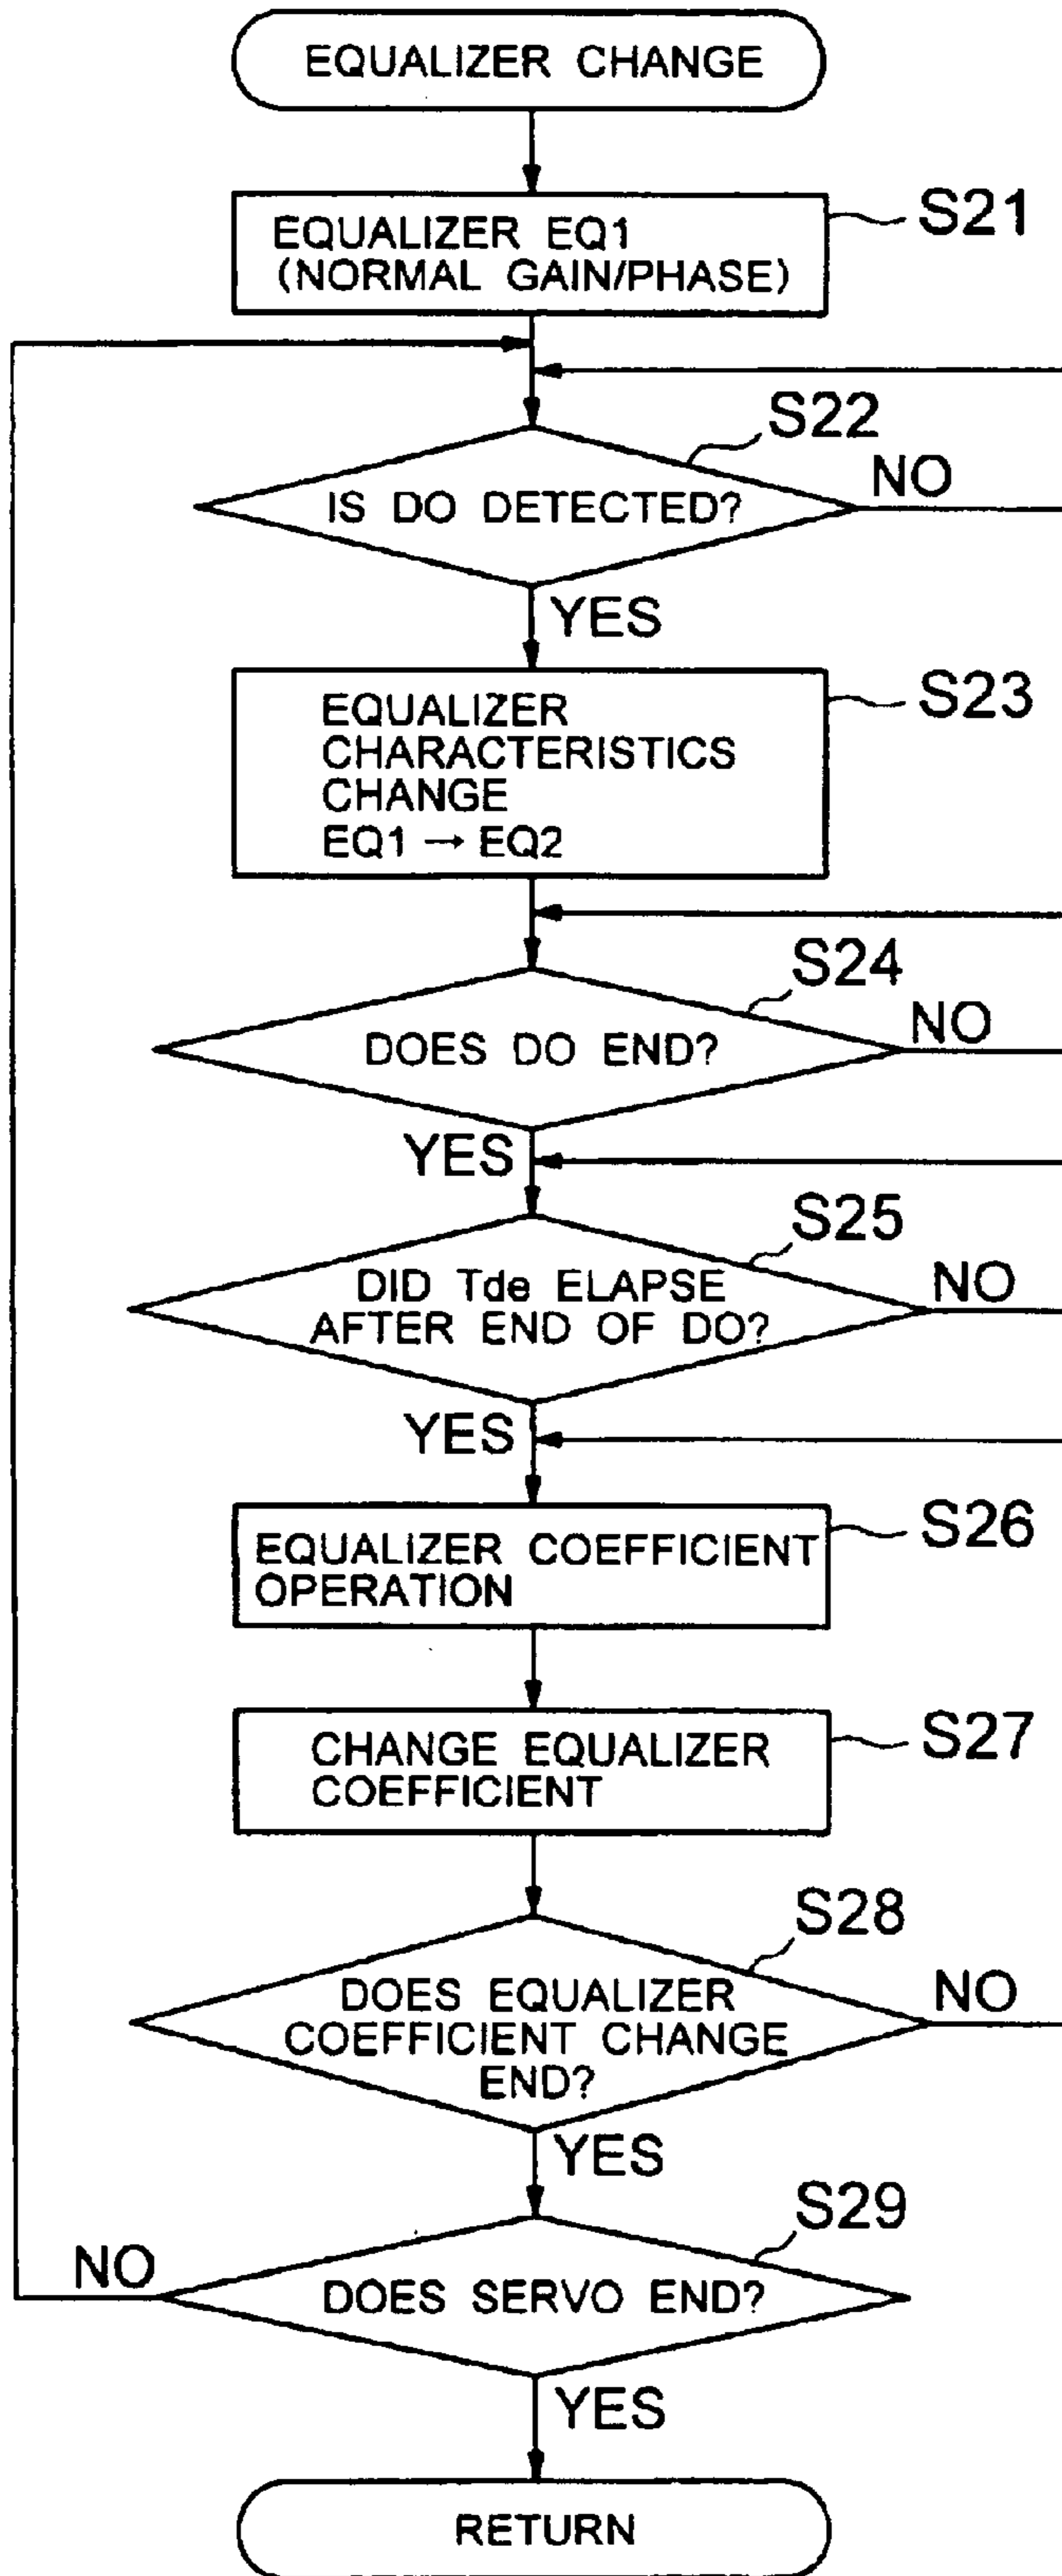 EQUALIZER CHANGE
EQUALIZER EQ1
(NORMAL GAIN/PHASE)
S21
S22
IS DO DETECTED?
NO
YES
EQUALIZER
CHARACTERISTICS
CHANGE
EQ1 → EQ2
S23
S24
DOES DO END?
NO
YES
S25
DID Tde ELAPSE
AFTER END OF DO?
NO
YES
EQUALIZER COEFFICIENT
OPERATION
S26
CHANGE EQUALIZER
COEFFICIENT
S27
S28
DOES EQUALIZER
COEFFICIENT CHANGE
END?
NO
YES
S29
DOES SERVO END?
NO
YES
RETURN